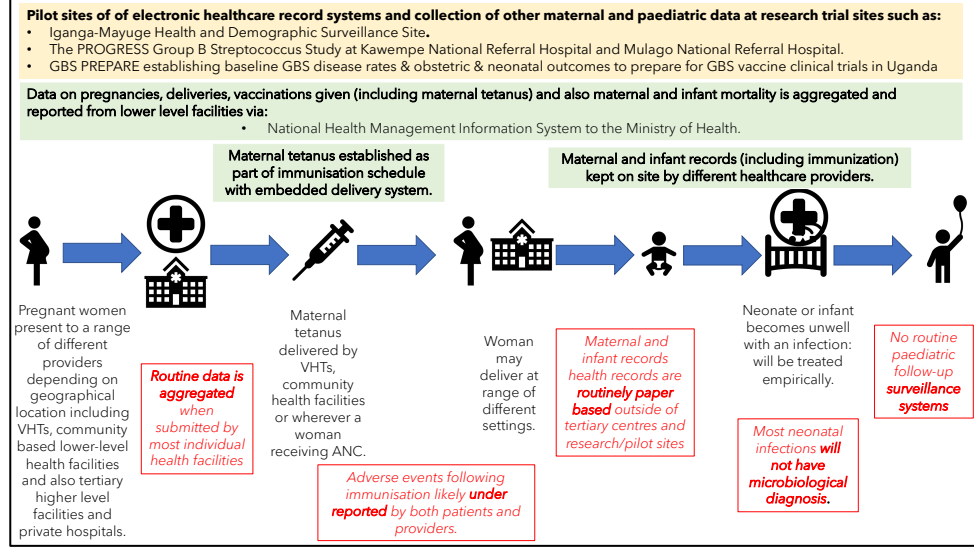 Pilot sites of of electronic healthcare record systems and collection of other maternal and paediatric data at research trial sites such as:
• Iganga-Mayuge Health and Demographic Surveillance Site.
• The PROGRESS Group B Streptococcus Study at Kawempe National Referral Hospital and Mulago National Referral Hospital.
• GBS PREPARE establishing baseline GBS disease rates & obstetric & neonatal outcomes to prepare for GBS vaccine clinical trials in Uganda
Data on pregnancies, deliveries, vaccinations given (including maternal tetanus) and also maternal and infant mortality is aggregated and
reported from lower level facilities via:
• National Health Management Information System to the Ministry of Health.
Maternal tetanus established as
part of immunisation schedule
with embedded delivery system.
Maternal and infant records (including immunization)
kept on site by different healthcare providers.
Pregnant women
present to a range
of different
providers
depending on
geographical
location including
VHTs, community
based lower-level
health facilities
and also tertiary
higher level
facilities and
private hospitals.
Routine data is
aggregated
when
submitted by
most individual
health facilities
Maternal
tetanus
delivered by
VHTs,
community
health facilities
or wherever a
woman
receiving ANC.
Adverse events following
immunisation likely under
reported by both patients and
providers.
Woman
may
deliver at
range of
different
settings.
Maternal and
infant records
health records are
routinely paper
based outside of
tertiary centres and
research/pilot sites
Neonate or infant
becomes unwell
with an infection:
will be treated
empirically.
Most neonatal
infections will
not have
microbiological
diagnosis.
No routine
paediatric
follow-up
surveillance
systems